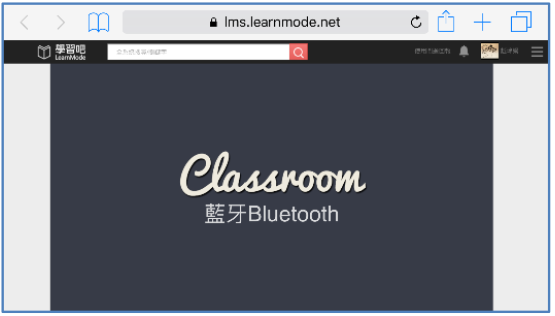 lms.learnmode.net
學習吧
LearnMode
Classroom
藍牙Bluetooth